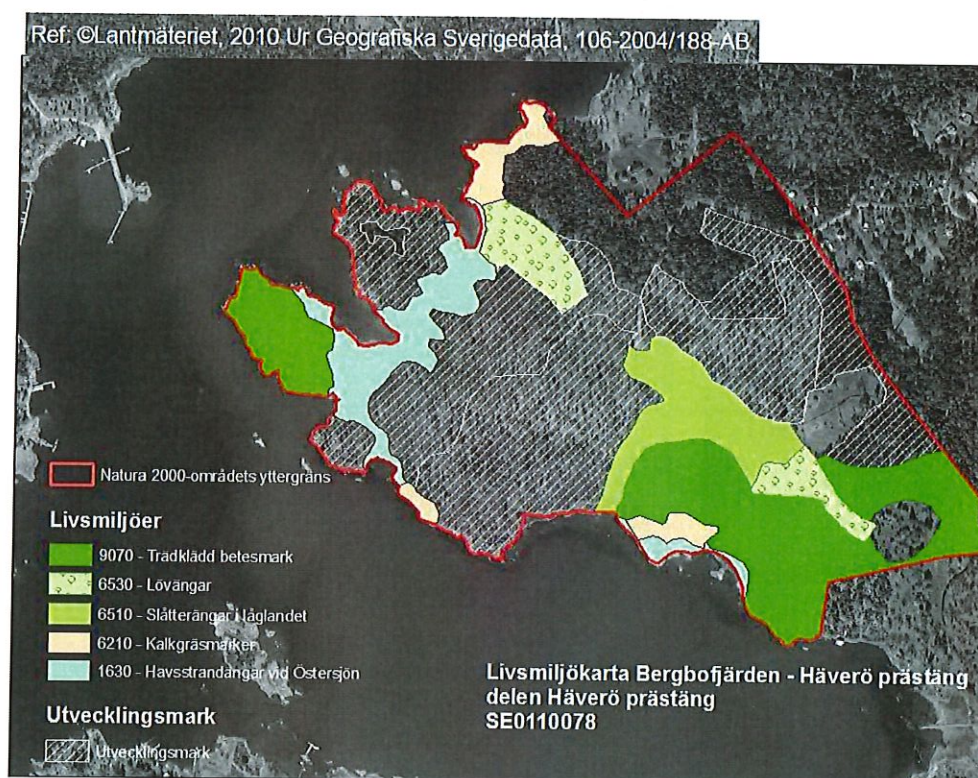 Ref: ©Lantmäteriet, 2010 Ur Geografiska Sverigedata, 106-2004/188-AB
Natura 2000-områdets yttergräns
Livsmiljöer
9070 - Trädklädd betesmark
6530 - Lövängar
6510 - Slåtterängar i låglandet
6210 - Kalkgräsmarker
1630 - Havsstrandängar vid Östersjön
Utvecklingsmark
Utvecklingsmark
Livsmiljökarta Bergbofjärden - Häverö prästäng
delen Häverö prästäng
SE0110078